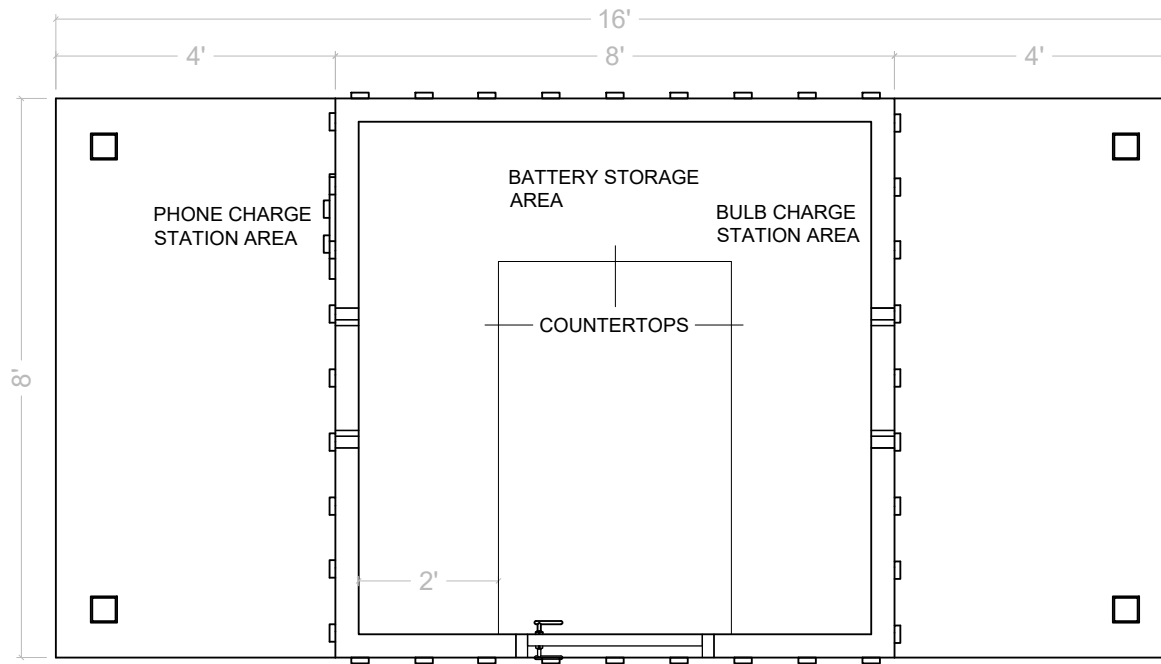 16'
4' 8' 4'
BATTERY STORAGE
AREA
PHONE CHARGE
STATION AREA
BULB CHARGE
STATION AREA
COUNTERTOPS
8'
2'